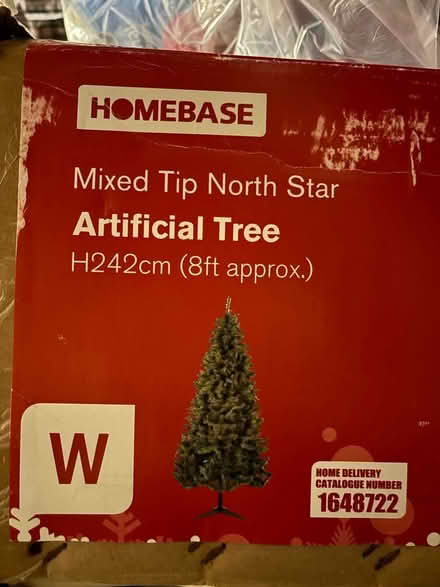 HOMEBASE
Mixed Tip North Star
Artificial Tree
H242cm (8ft approx.)
W
HOME DELIVERY
CATALOGUE NUMBER
1648722